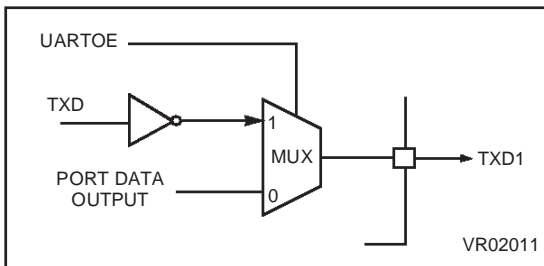 UARTOE
TXD
1
MUX
TXD1
PORT DATA
OUTPUT
0
VR02011